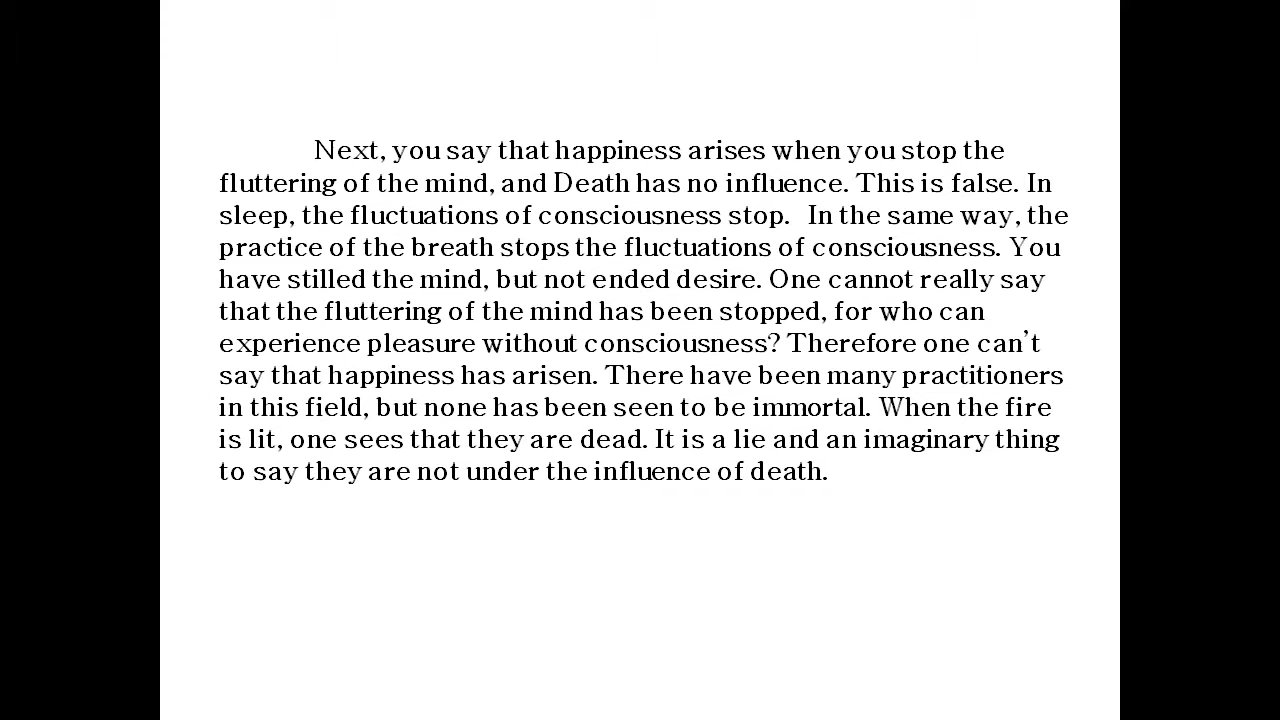 Next, you say that happiness arises when you stop the
fluttering of the mind, and Death has no influence. This is false. In
sleep, the fluctuations of consciousness stop. In the same way, the
practice of the breath stops the fluctuations of consciousness. You
have stilled the mind, but not ended desire. One cannot really say
that the fluttering of the mind has been stopped, for who can
experience pleasure without consciousness? Therefore one can't
say that happiness has arisen. There have been many practitioners
in this field, but none has been seen to be immortal. When the fire
is lit, one sees that they are dead. It is a lie and an imaginary thing
to say they are not under the influence of death.